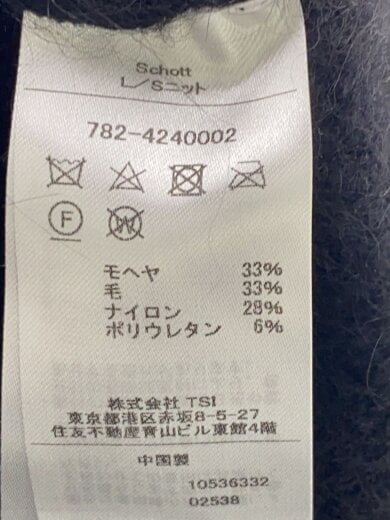 Schott
L／Sニット
782-4240002
F
W
モヘヤ 33%
毛 33%
ナイロン 28%
ポリウレタン 6%
株式会社 TSI
東京都港区赤坂8-5-27
住友不動産青山ビル東館4階
中国製
10536332
02538